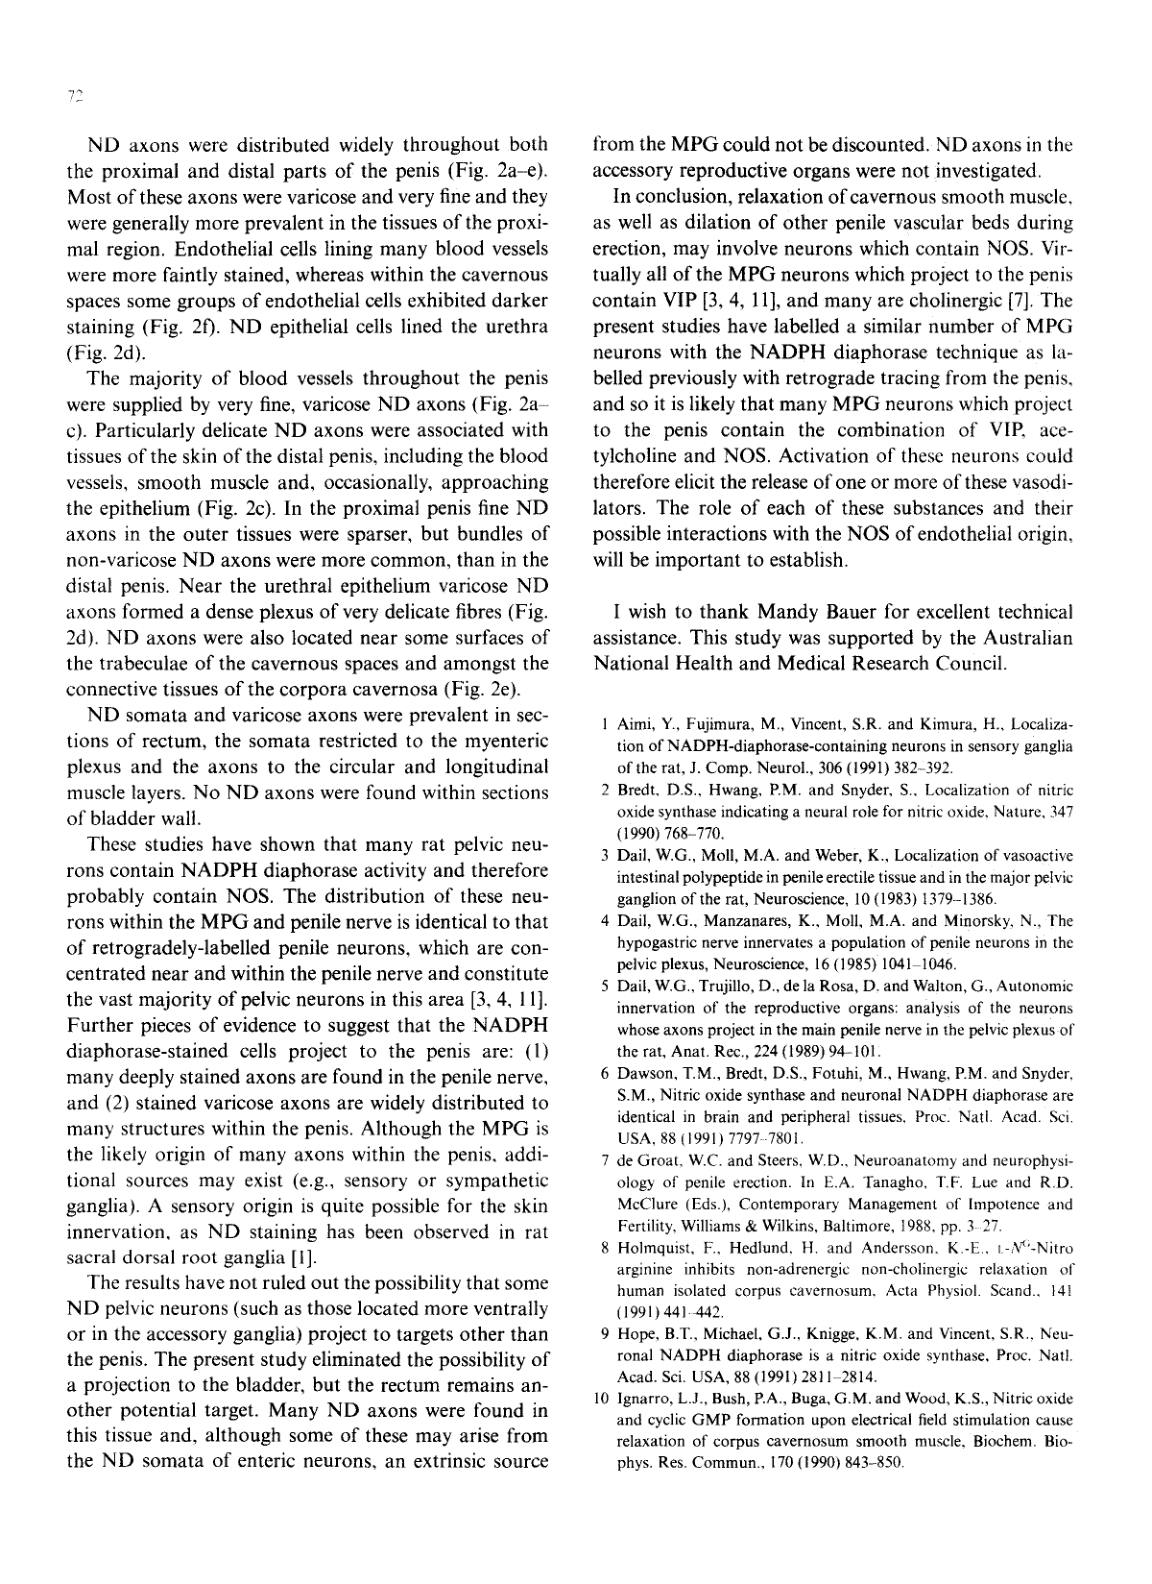 72
ND axons were distributed widely throughout both
the proximal and distal parts of the penis (Fig. 2a–e).
Most of these axons were varicose and very fine and they
were generally more prevalent in the tissues of the proxi-
mal region. Endothelial cells lining many blood vessels
were more faintly stained, whereas within the cavernous
spaces some groups of endothelial cells exhibited darker
staining (Fig. 2f). ND epithelial cells lined the urethra
(Fig. 2d).
The majority of blood vessels throughout the penis
were supplied by very fine, varicose ND axons (Fig. 2a–
c). Particularly delicate ND axons were associated with
tissues of the skin of the distal penis, including the blood
vessels, smooth muscle and, occasionally, approaching
the epithelium (Fig. 2c). In the proximal penis fine ND
axons in the outer tissues were sparser, but bundles of
non-varicose ND axons were more common, than in the
distal penis. Near the urethral epithelium varicose ND
axons formed a dense plexus of very delicate fibres (Fig.
2d). ND axons were also located near some surfaces of
the trabeculae of the cavernous spaces and amongst the
connective tissues of the corpora cavernosa (Fig. 2e).
ND somata and varicose axons were prevalent in sec-
tions of rectum, the somata restricted to the myenteric
plexus and the axons to the circular and longitudinal
muscle layers. No ND axons were found within sections
of bladder wall.
These studies have shown that many rat pelvic neu-
rons contain NADPH diaphorase activity and therefore
probably contain NOS. The distribution of these neu-
rons within the MPG and penile nerve is identical to that
of retrogradely-labelled penile neurons, which are con-
centrated near and within the penile nerve and constitute
the vast majority of pelvic neurons in this area [3, 4, 11].
Further pieces of evidence to suggest that the NADPH
diaphorase-stained cells project to the penis are: (1)
many deeply stained axons are found in the penile nerve,
and (2) stained varicose axons are widely distributed to
many structures within the penis. Although the MPG is
the likely origin of many axons within the penis, addi-
tional sources may exist (e.g., sensory or sympathetic
ganglia). A sensory origin is quite possible for the skin
innervation, as ND staining has been observed in rat
sacral dorsal root ganglia [1].
The results have not ruled out the possibility that some
ND pelvic neurons (such as those located more ventrally
or in the accessory ganglia) project to targets other than
the penis. The present study eliminated the possibility of
a projection to the bladder, but the rectum remains an-
other potential target. Many ND axons were found in
this tissue and, although some of these may arise from
the ND somata of enteric neurons, an extrinsic source
from the MPG could not be discounted. ND axons in the
accessory reproductive organs were not investigated.
In conclusion, relaxation of cavernous smooth muscle,
as well as dilation of other penile vascular beds during
erection, may involve neurons which contain NOS. Vir-
tually all of the MPG neurons which project to the penis
contain VIP [3, 4, 11], and many are cholinergic [7]. The
present studies have labelled a similar number of MPG
neurons with the NADPH diaphorase technique as la-
belled previously with retrograde tracing from the penis,
and so it is likely that many MPG neurons which project
to the penis contain the combination of VIP, ace-
tylcholine and NOS. Activation of these neurons could
therefore elicit the release of one or more of these vasodi-
lators. The role of each of these substances and their
possible interactions with the NOS of endothelial origin,
will be important to establish.
I wish to thank Mandy Bauer for excellent technical
assistance. This study was supported by the Australian
National Health and Medical Research Council.
1 Aimi, Y., Fujimura, M., Vincent, S.R. and Kimura, H., Localiza-
tion of NADPH-diaphorase-containing neurons in sensory ganglia
of the rat, J. Comp. Neurol., 306 (1991) 382–392.
2 Bredt, D.S., Hwang, P.M. and Snyder, S., Localization of nitric
oxide synthase indicating a neural role for nitric oxide, Nature, 347
(1990) 768–770.
3 Dail, W.G., Moll, M.A. and Weber, K., Localization of vasoactive
intestinal polypeptide in penile erectile tissue and in the major pelvic
ganglion of the rat, Neuroscience, 10 (1983) 1379–1386.
4 Dail, W.G., Manzanares, K., Moll, M.A. and Minorsky, N., The
hypogastric nerve innervates a population of penile neurons in the
pelvic plexus, Neuroscience, 16 (1985) 1041–1046.
5 Dail, W.G., Trujillo, D., de la Rosa, D. and Walton, G., Autonomic
innervation of the reproductive organs: analysis of the neurons
whose axons project in the main penile nerve in the pelvic plexus of
the rat, Anat. Rec., 224 (1989) 94–101.
6 Dawson, T.M., Bredt, D.S., Fotuhi, M., Hwang, P.M. and Snyder,
S.M., Nitric oxide synthase and neuronal NADPH diaphorase are
identical in brain and peripheral tissues, Proc. Natl. Acad. Sci.
USA, 88 (1991) 7797–7801.
7 de Groat, W.C. and Steers, W.D., Neuroanatomy and neurophysi-
ology of penile erection. In E.A. Tanagho, T.F. Lue and R.D.
McClure (Eds.), Contemporary Management of Impotence and
Fertility, Williams & Wilkins, Baltimore, 1988, pp. 3–27.
8 Holmquist, F., Hedlund, H. and Andersson, K.-E., L-N^G-Nitro
arginine inhibits non-adrenergic non-cholinergic relaxation of
human isolated corpus cavernosum, Acta Physiol. Scand., 141
(1991) 441–442.
9 Hope, B.T., Michael, G.J., Knigge, K.M. and Vincent, S.R., Neu-
ronal NADPH diaphorase is a nitric oxide synthase, Proc. Natl.
Acad. Sci. USA, 88 (1991) 2811–2814.
10 Ignarro, L.J., Bush, P.A., Buga, G.M. and Wood, K.S., Nitric oxide
and cyclic GMP formation upon electrical field stimulation cause
relaxation of corpus cavernosum smooth muscle, Biochem. Bio-
phys. Res. Commun., 170 (1990) 843–850.